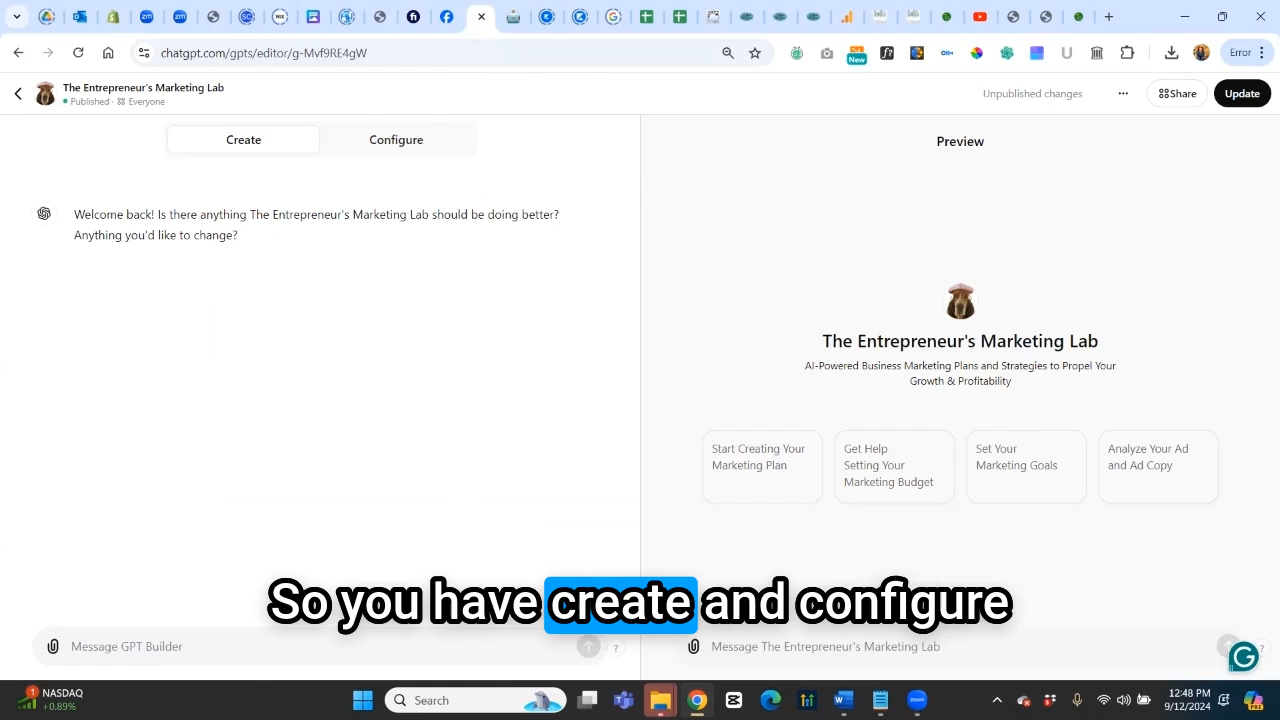 chatgpt.com/gpts/editor/g-Mvf9RE4gW
New
Error
The Entrepreneur's Marketing Lab
Published · Everyone
Unpublished changes
Share
Update
Create
Configure
Preview
Welcome back! Is there anything The Entrepreneur's Marketing Lab should be doing better?
Anything you'd like to change?
The Entrepreneur's Marketing Lab
AI-Powered Business Marketing Plans and Strategies to Propel Your
Growth & Profitability
Start Creating Your
Marketing Plan
Get Help
Setting Your
Marketing Budget
Set Your
Marketing Goals
Analyze Your Ad
and Ad Copy
So you have create and configure
Message GPT Builder
?
Message The Entrepreneur's Marketing Lab
?
1
NASDAQ
+0.89%
Search
12:48 PM
9/12/2024